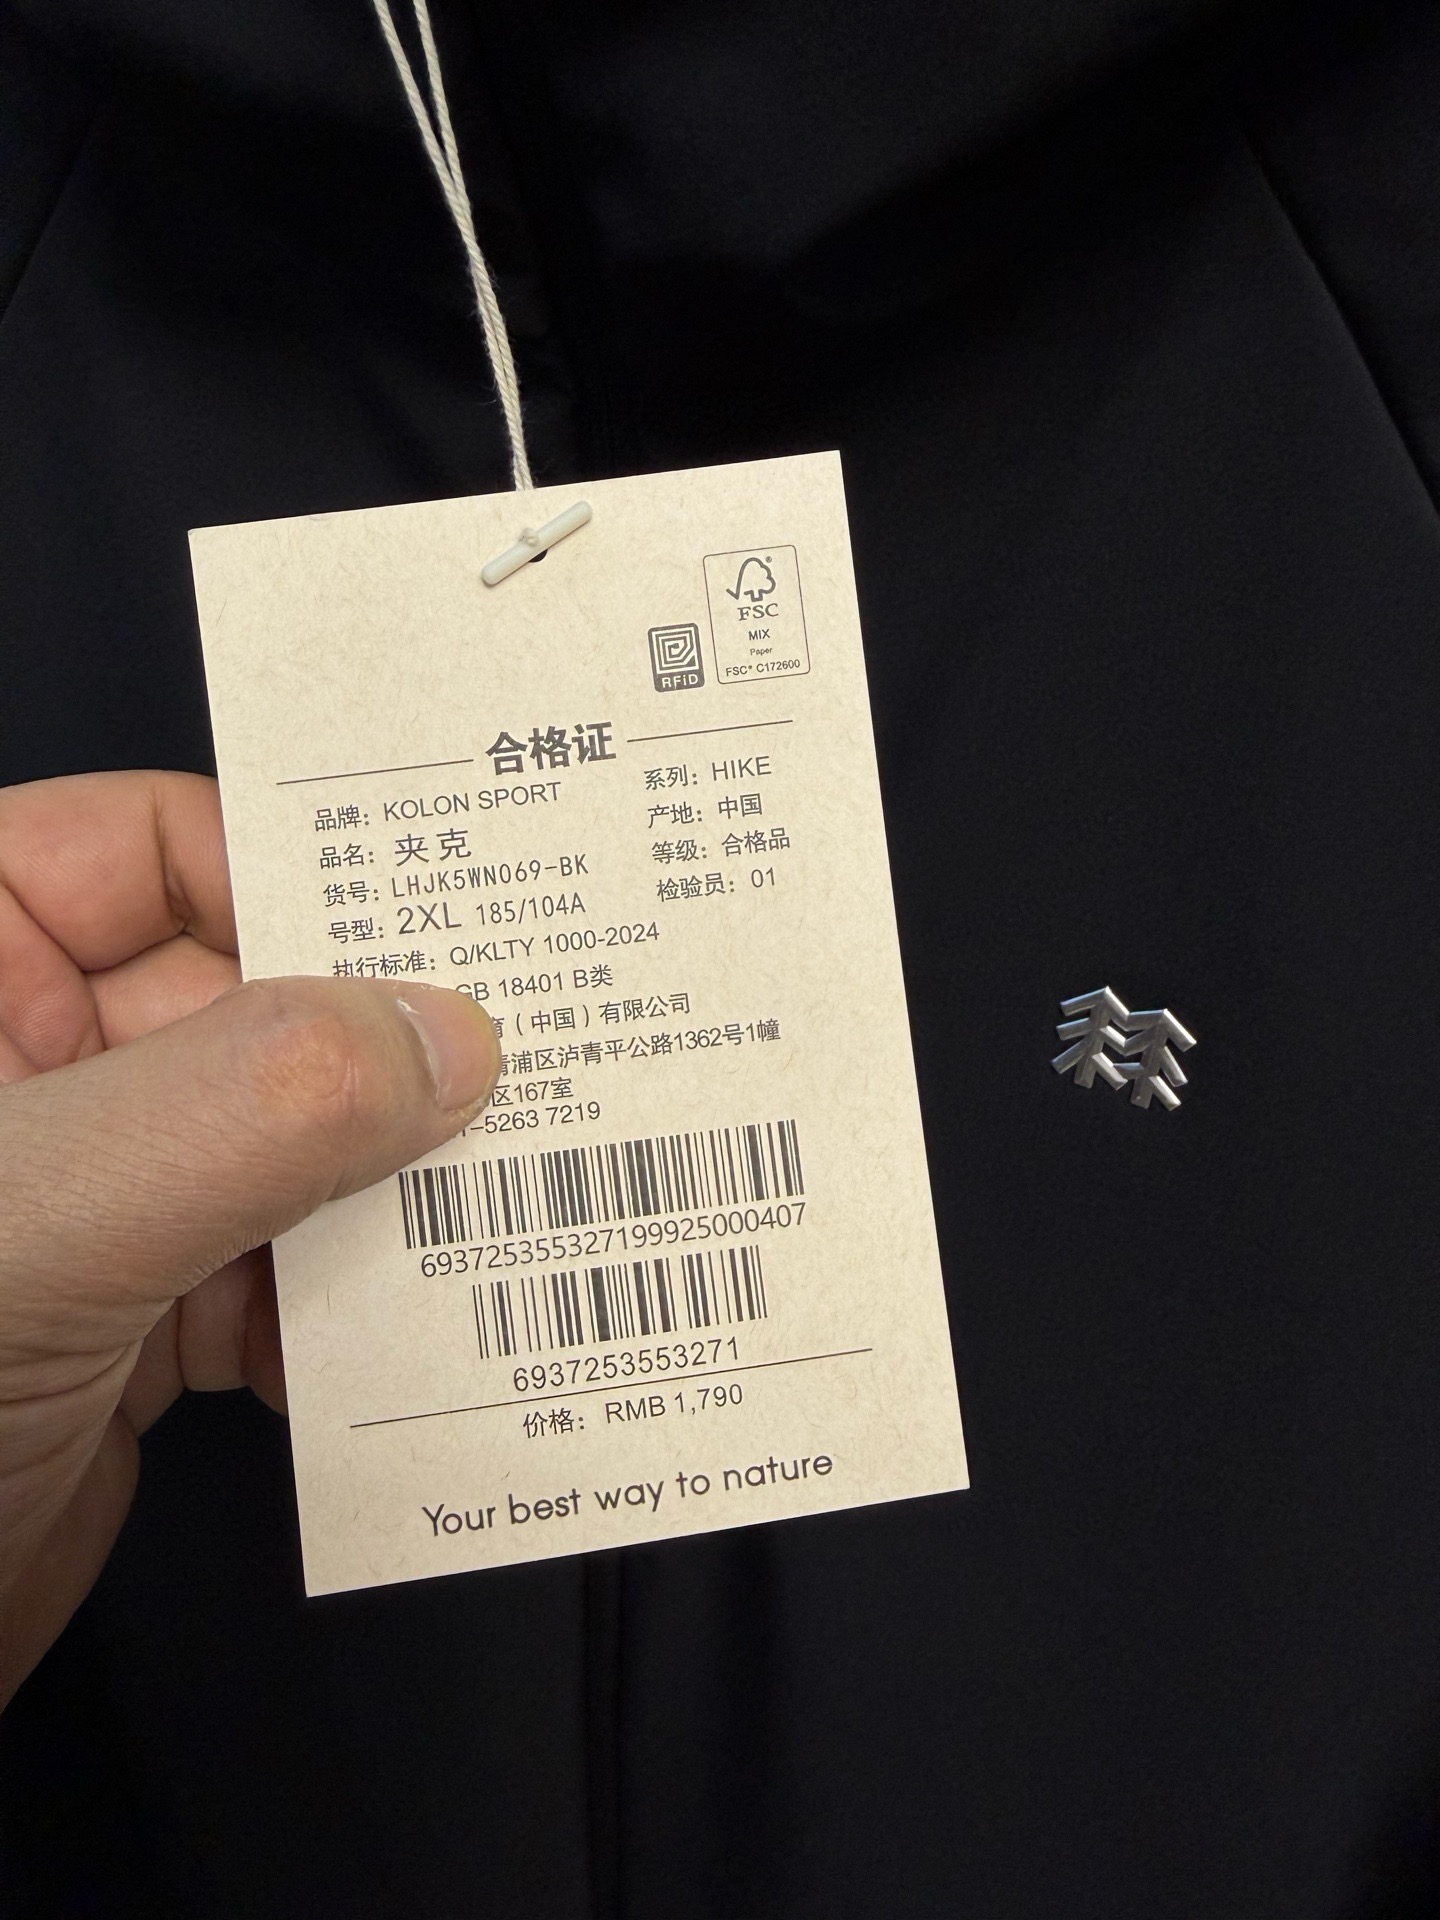 FSC®
MIX
Paper
FSC® C172600
RFiD
合格证
品牌：KOLON SPORT 系列：HIKE
品名：夹克 产地：中国
货号：LHJK5WN069-BK 等级：合格品
号型：2XL 185/104A 检验员：01
执行标准：Q/KLTY 1000-2024
GB 18401 B类
育（中国）有限公司
青浦区沪青平公路1362号1幢
区167室
1-5263 7219
693725355327199925000407
6937253553271
价格：RMB 1,790
Your best way to nature